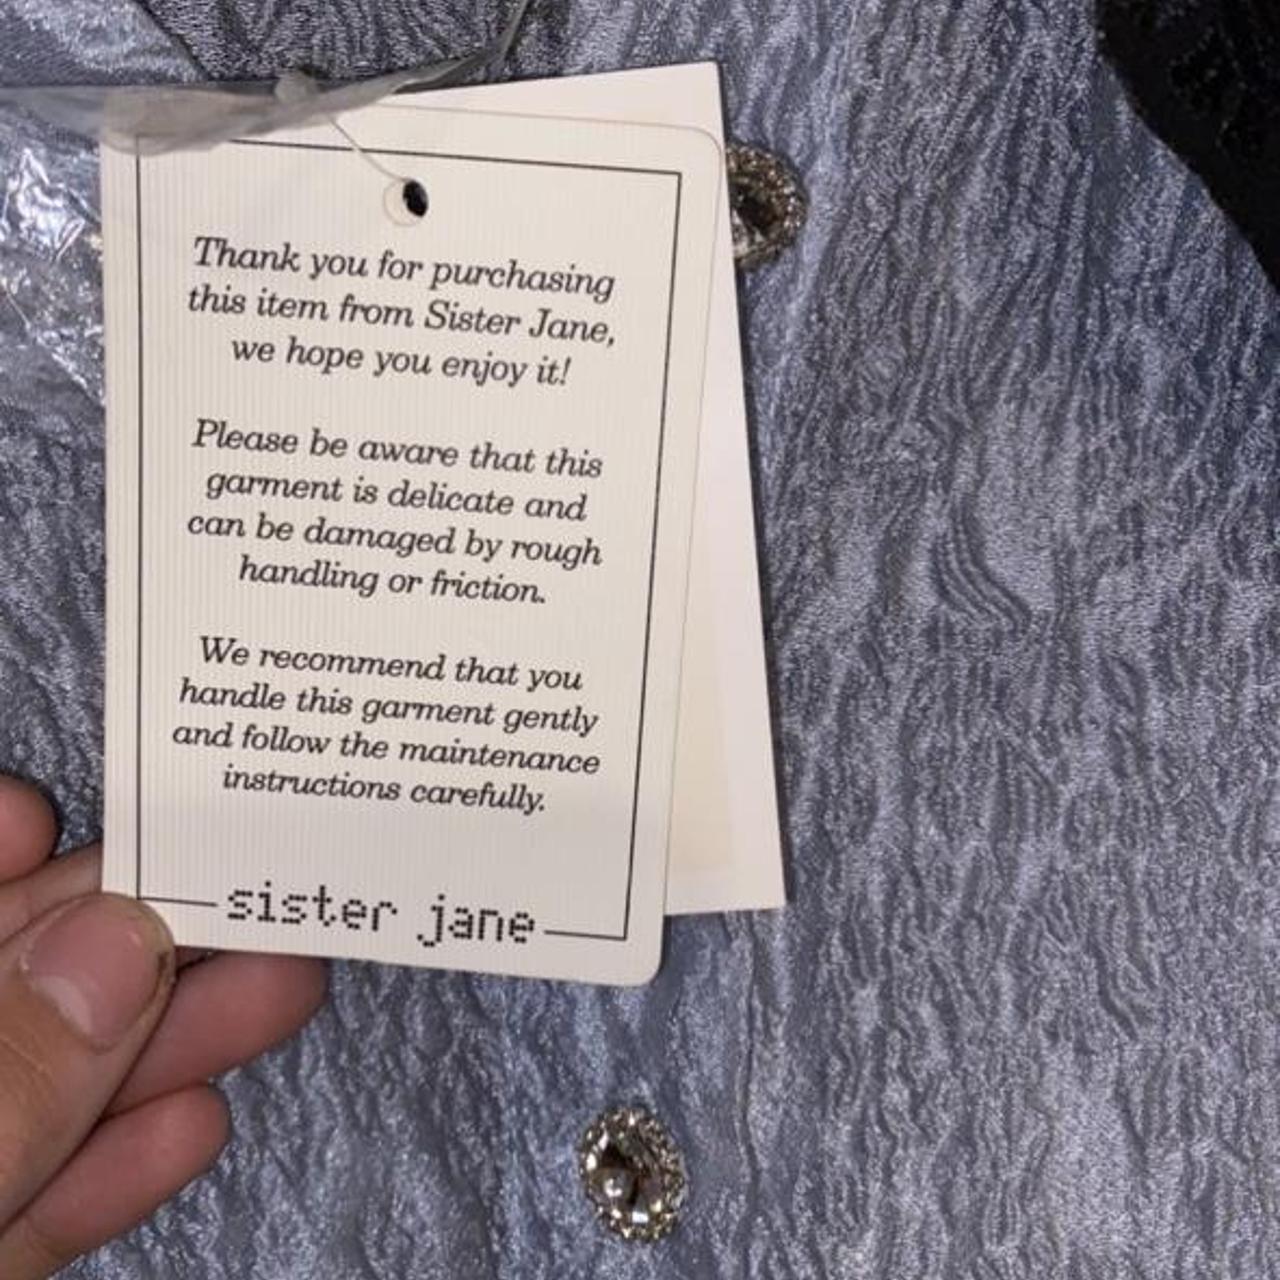 Thank you for purchasing
this item from Sister Jane,
we hope you enjoy it!
Please be aware that this
garment is delicate and
can be damaged by rough
handling or friction.
We recommend that you
handle this garment gently
and follow the maintenance
instructions carefully.
sister jane